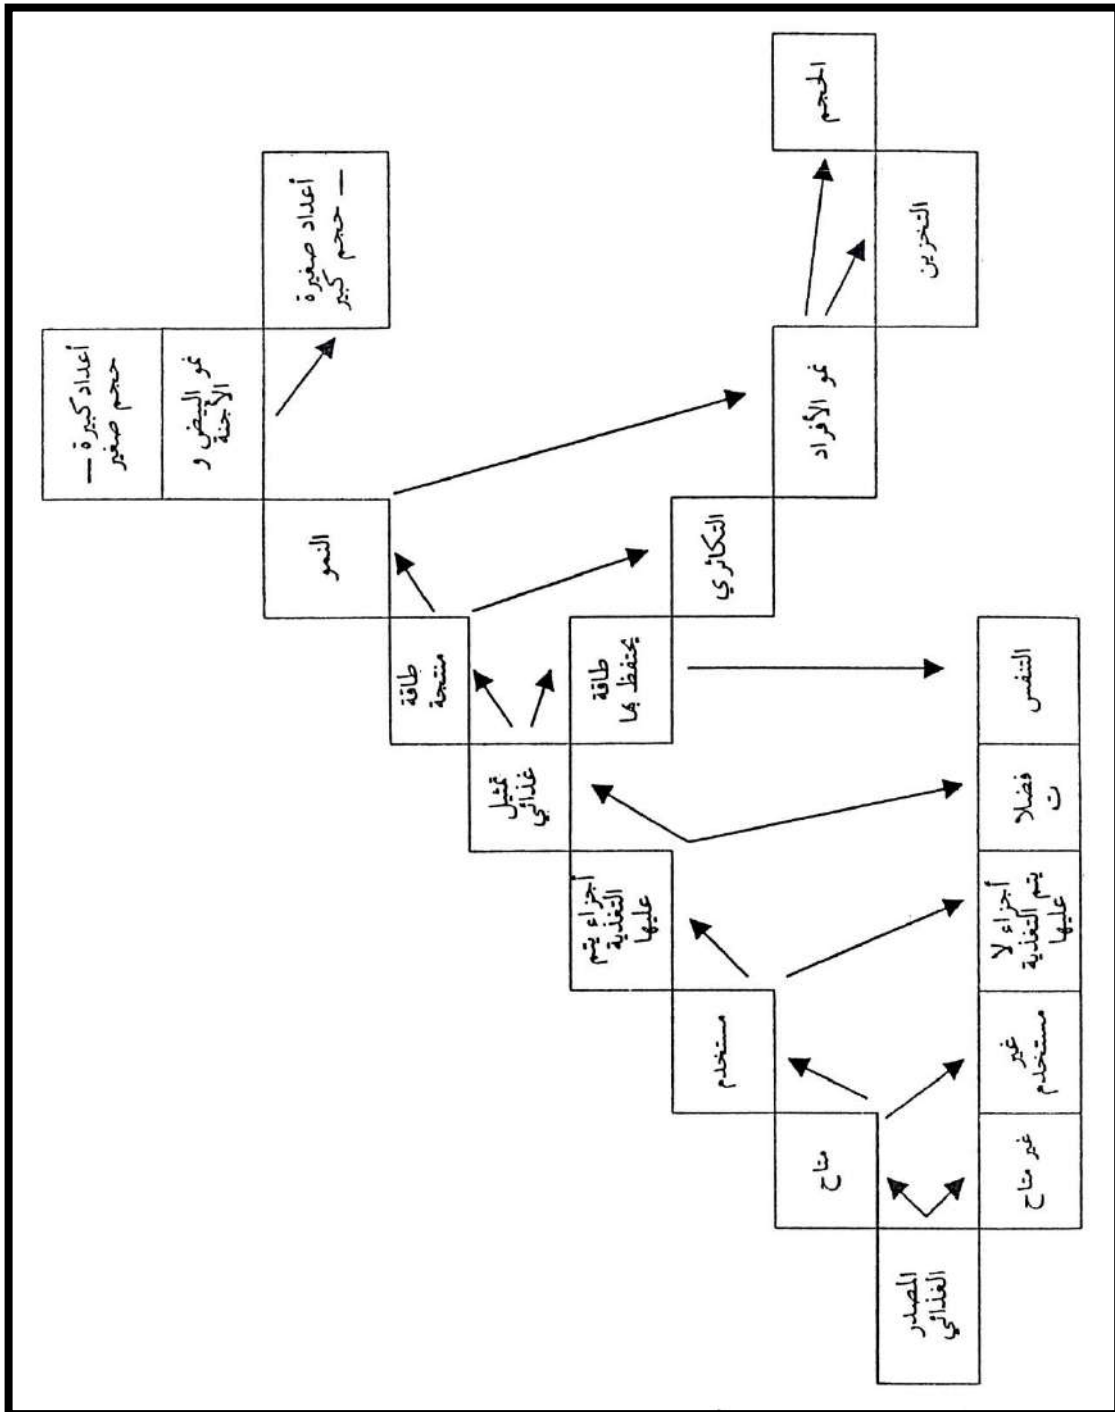 المصدر
الغذائي
متاح
غير متاح
مستخدم
غير
مستخدم
أجزاء يتم
التغذية
عليها
أجزاء لا
يتم التغذية
عليها
تمثيل
غذائي
فضلا
ت
طاقة
منتجة
طاقة
يحتفظ بها
التنفس
النمو
التكاثري
نمو البيض و
الأجنة
أعداد كبيرة –
حجم صغير
نمو الأفراد
أعداد صغيرة
– حجم كبير
التخزين
الحجم